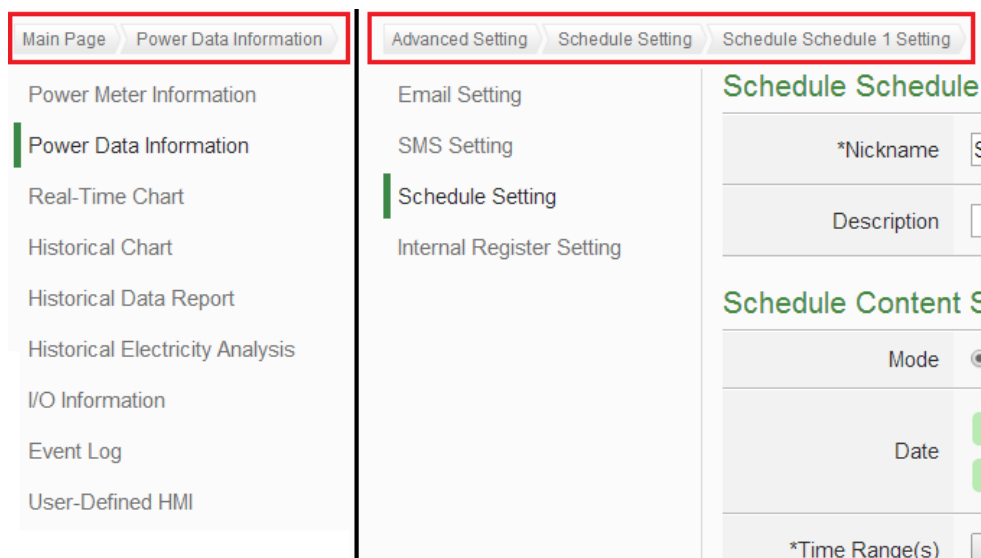 Main Page Power Data Information
Power Meter Information
Power Data Information
Real-Time Chart
Historical Chart
Historical Data Report
Historical Electricity Analysis
I/O Information
Event Log
User-Defined HMI
Advanced Setting Schedule Setting Schedule Schedule 1 Setting
Email Setting
SMS Setting
Schedule Setting
Internal Register Setting
Schedule Schedule
*Nickname
Description
Schedule Content
Mode
Date
*Time Range(s)